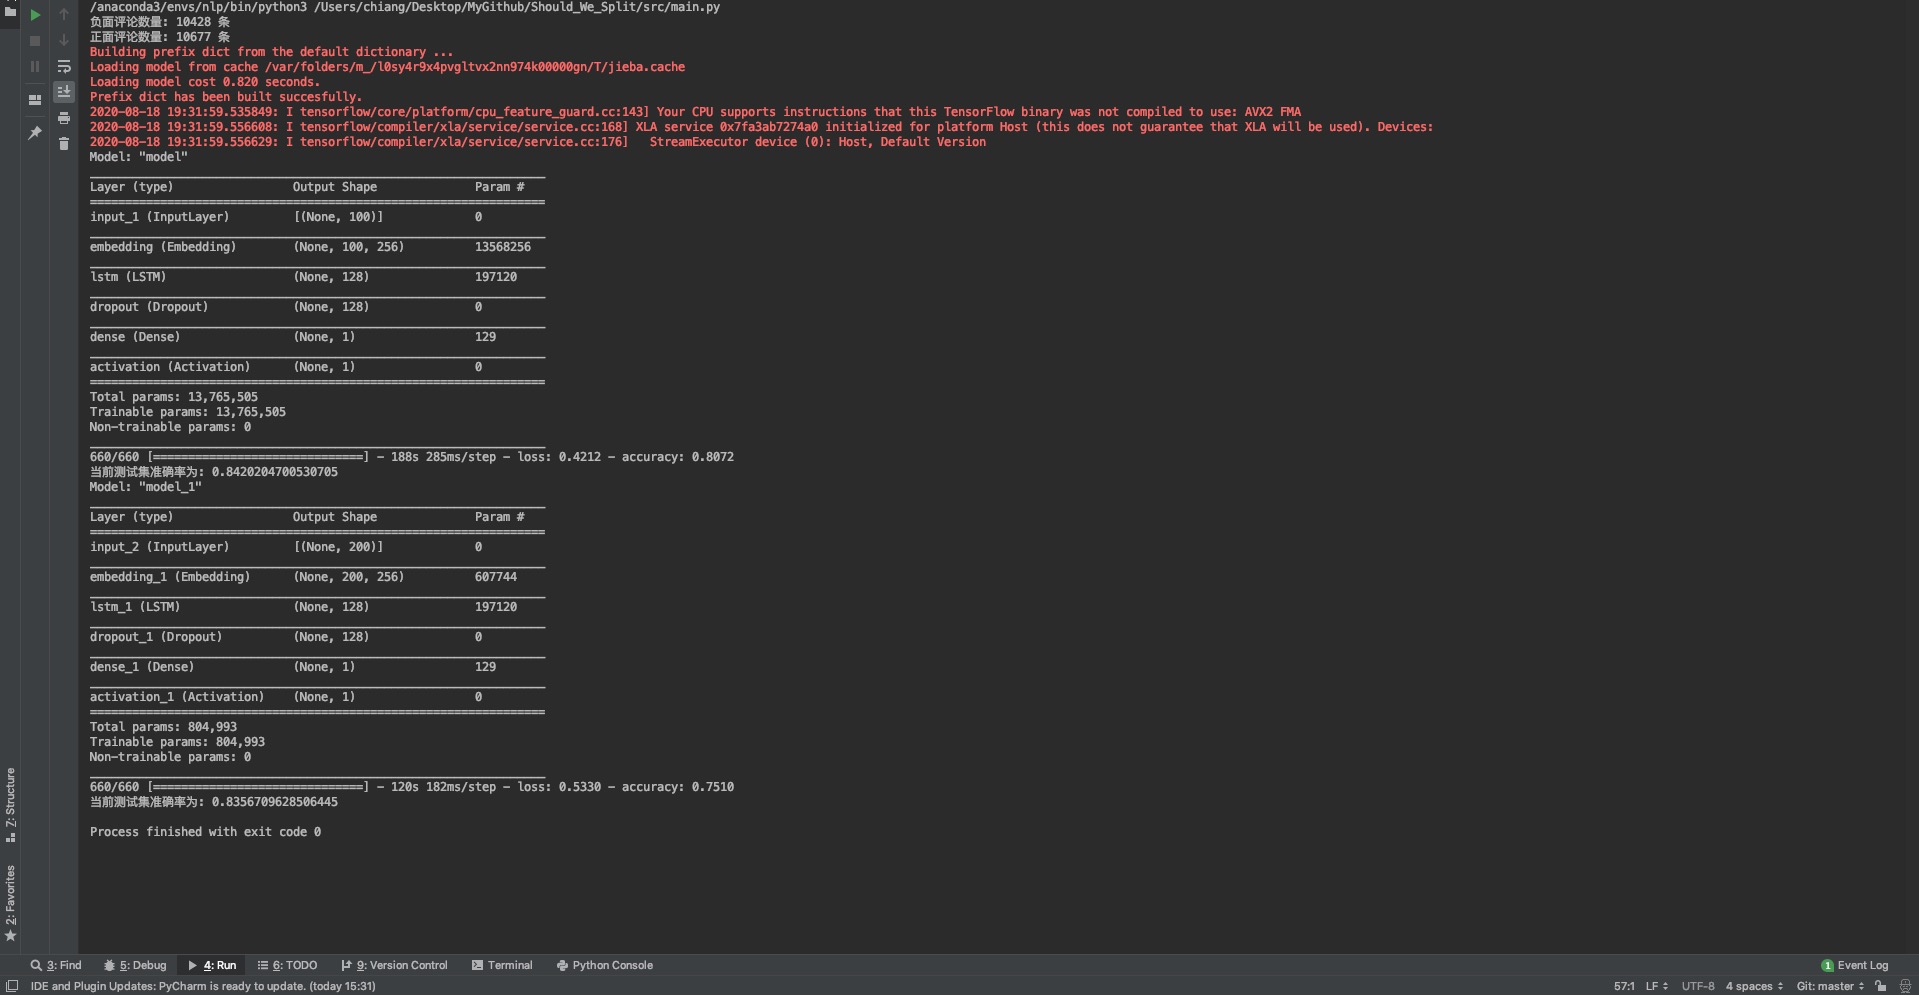 /anaconda3/envs/nlp/bin/python3 /Users/chiang/Desktop/MyGithub/Should_We_Split/src/main.py
负面评论数量: 10428 条
正面评论数量: 10677 条
Building prefix dict from the default dictionary ...
Loading model from cache /var/folders/m_/l0sy4r9x4pvgltvx2nn974k00000gn/T/jieba.cache
Loading model cost 0.820 seconds.
Prefix dict has been built succesfully.
2020-08-18 19:31:59.535849: I tensorflow/core/platform/cpu_feature_guard.cc:143] Your CPU supports instructions that this TensorFlow binary was not compiled to use: AVX2 FMA
2020-08-18 19:31:59.556608: I tensorflow/compiler/xla/service/service.cc:168] XLA service 0x7fa3ab7274a0 initialized for platform Host (this does not guarantee that XLA will be used). Devices:
2020-08-18 19:31:59.556629: I tensorflow/compiler/xla/service/service.cc:176]   StreamExecutor device (0): Host, Default Version
Model: "model"
_________________________________________________________________
Layer (type)                 Output Shape              Param #
=================================================================
input_1 (InputLayer)         [(None, 100)]             0
_________________________________________________________________
embedding (Embedding)        (None, 100, 256)          13568256
_________________________________________________________________
lstm (LSTM)                  (None, 128)               197120
_________________________________________________________________
dropout (Dropout)            (None, 128)               0
_________________________________________________________________
dense (Dense)                (None, 1)                 129
_________________________________________________________________
activation (Activation)      (None, 1)                 0
=================================================================
Total params: 13,765,505
Trainable params: 13,765,505
Non-trainable params: 0
_________________________________________________________________
660/660 [==============================] - 188s 285ms/step - loss: 0.4212 - accuracy: 0.8072
当前测试集准确率为: 0.8420204700530705
Model: "model_1"
_________________________________________________________________
Layer (type)                 Output Shape              Param #
=================================================================
input_2 (InputLayer)         [(None, 200)]             0
_________________________________________________________________
embedding_1 (Embedding)      (None, 200, 256)          607744
_________________________________________________________________
lstm_1 (LSTM)                (None, 128)               197120
_________________________________________________________________
dropout_1 (Dropout)          (None, 128)               0
_________________________________________________________________
dense_1 (Dense)              (None, 1)                 129
_________________________________________________________________
activation_1 (Activation)    (None, 1)                 0
=================================================================
Total params: 804,993
Trainable params: 804,993
Non-trainable params: 0
_________________________________________________________________
660/660 [==============================] - 120s 182ms/step - loss: 0.5330 - accuracy: 0.7510
当前测试集准确率为: 0.8356709628506445
Process finished with exit code 0
7: Structure
2: Favorites
3: Find 5: Debug 4: Run 6: TODO 9: Version Control Terminal Python Console 1 Event Log
IDE and Plugin Updates: PyCharm is ready to update. (today 15:31) 57:1 LF UTF-8 4 spaces Git: master